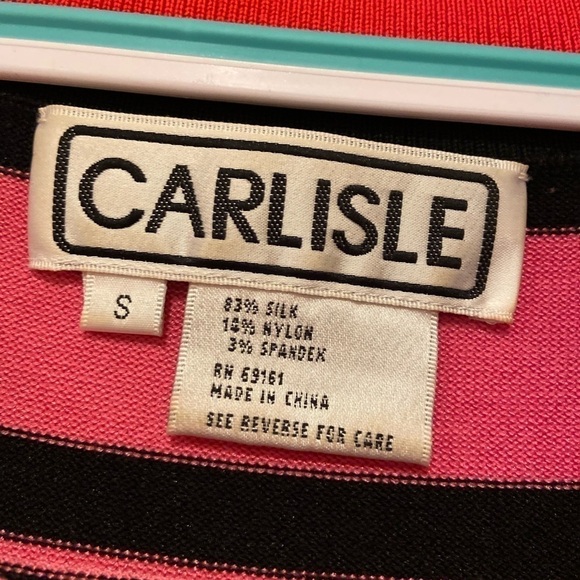 CARLISLE
S
83% SILK
14% NYLON
3% SPANDEX
RN 69161
MADE IN CHINA
SEE REVERSE FOR CARE